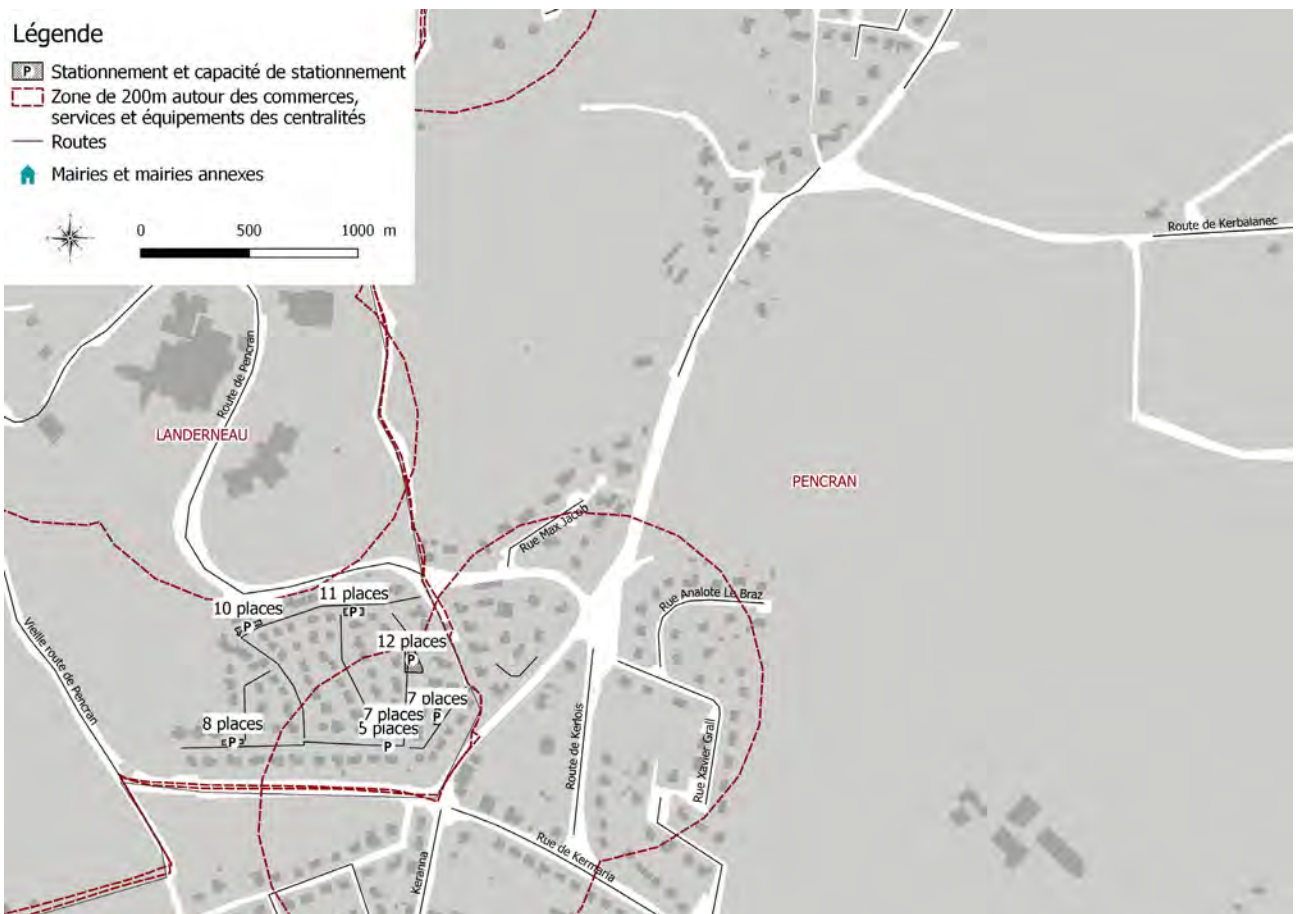 Légende
P Stationnement et capacité de stationnement
Zone de 200m autour des commerces,
services et équipements des centralités
Routes
Mairies et mairies annexes
0 500 1000 m
Route de Kerbalanec
Route de Pencran
LANDERNEAU
PENCRAN
Rue Max Jacob
Rue Analote Le Braz
10 places
P
11 places
P
12 places
P
Vieille route de Pencran
7 places
P
7 places
5 places
P
8 places
P
Route de Kerlois
Rue Xavier Grall
Rue de Kermaria
Keranna